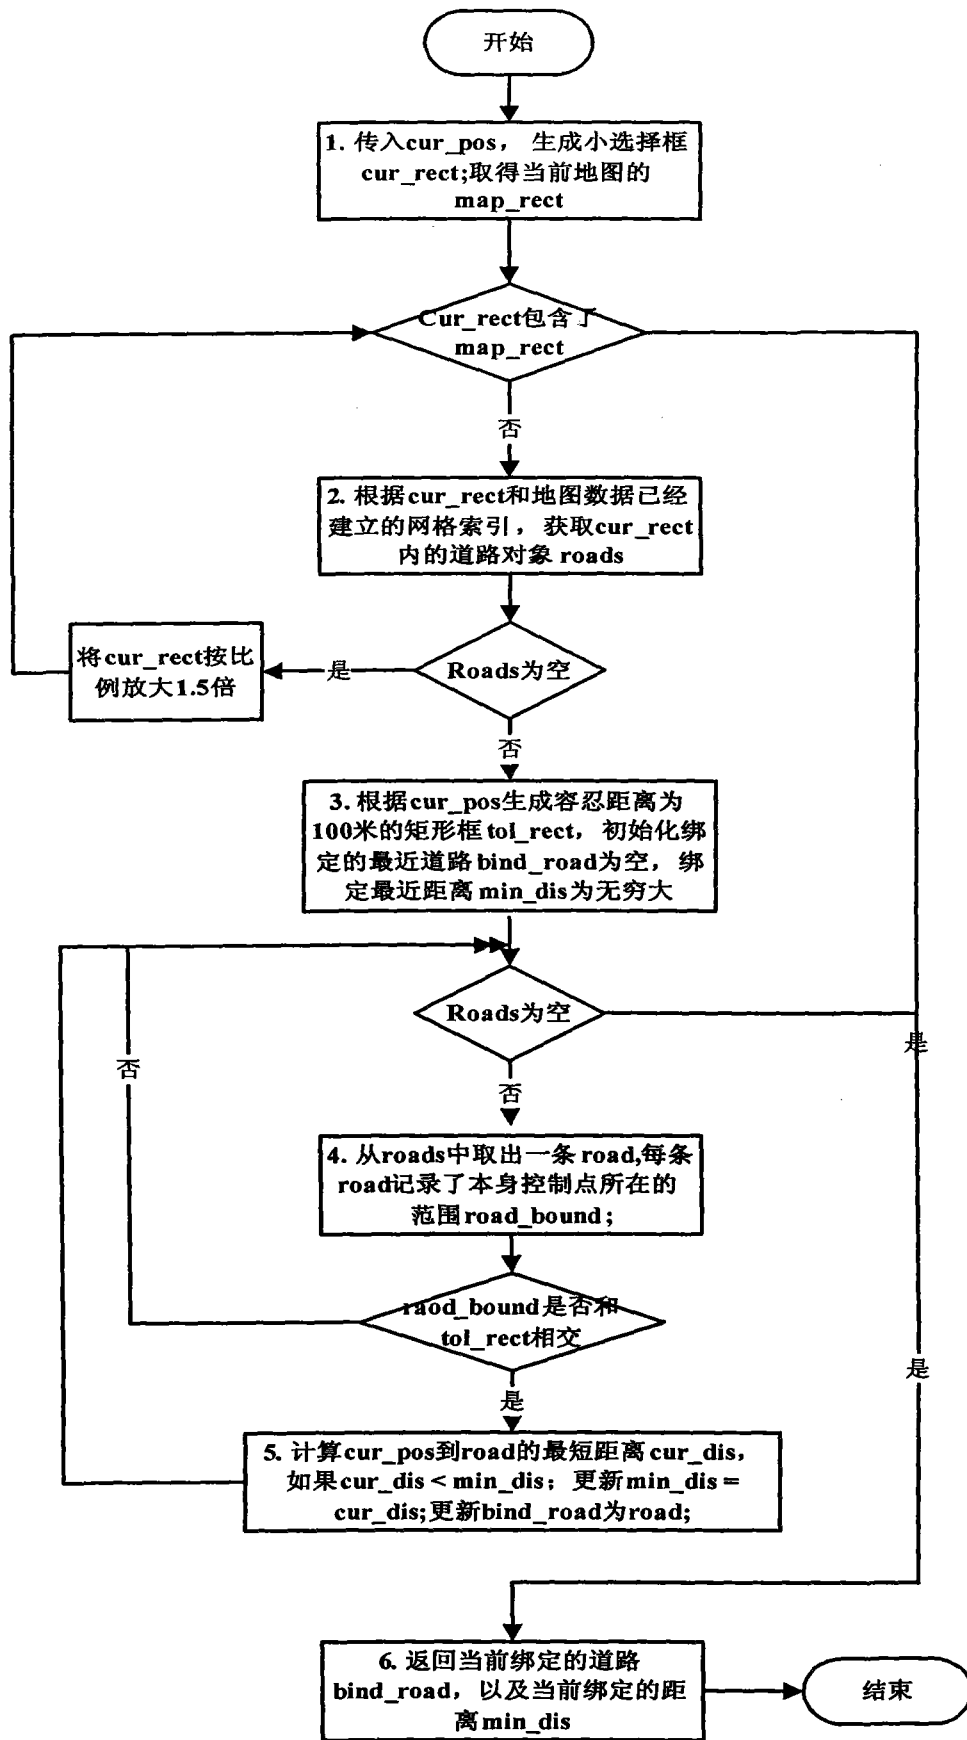 开始
1. 传入cur_pos, 生成小选择框
cur_rect;取得当前地图的
map_rect
Cur_rect包含了
map_rect
否
2. 根据cur_rect和地图数据已经
建立的网格索引，获取cur_rect
内的道路对象 roads
将cur_rect按比
例放大1.5倍
是
Roads为空
否
3. 根据cur_pos生成容忍距离为
100米的矩形框tol_rect，初始化绑
定的最近道路bind_road为空，绑
定最近距离min_dis为无穷大
Roads为空
是
否
否
4. 从roads中取出一条 road,每条
road记录了本身控制点所在的
范围road_bound;
raod_bound是否和
tol_rect相交
是
是
5. 计算cur_pos到road的最短距离cur_dis,
如果cur_dis < min_dis；更新min_dis =
cur_dis;更新bind_road为road;
6. 返回当前绑定的道路
bind_road，以及当前绑定的距
离min_dis
结束